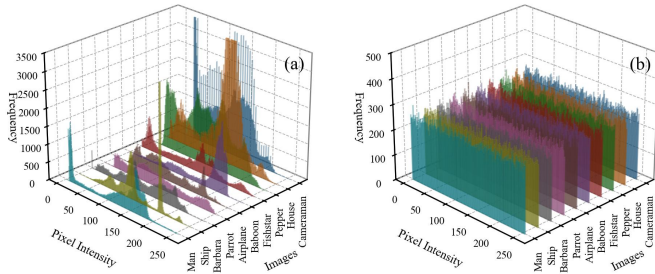 (a)
3500
3000
2500
2000
1500
1000
500
0
Frequency
0
50
100
150
200
250
Pixel Intensity
Man
Ship
Barbara
Parrot
Airplane
Baboon
Fishstar
Pepper
House
Cameraman
Images
(b)
500
400
300
200
100
0
Frequency
0
50
100
150
200
250
Pixel Intensity
Man
Ship
Barbara
Parrot
Airplane
Baboon
Fishstar
Pepper
House
Cameraman
Images